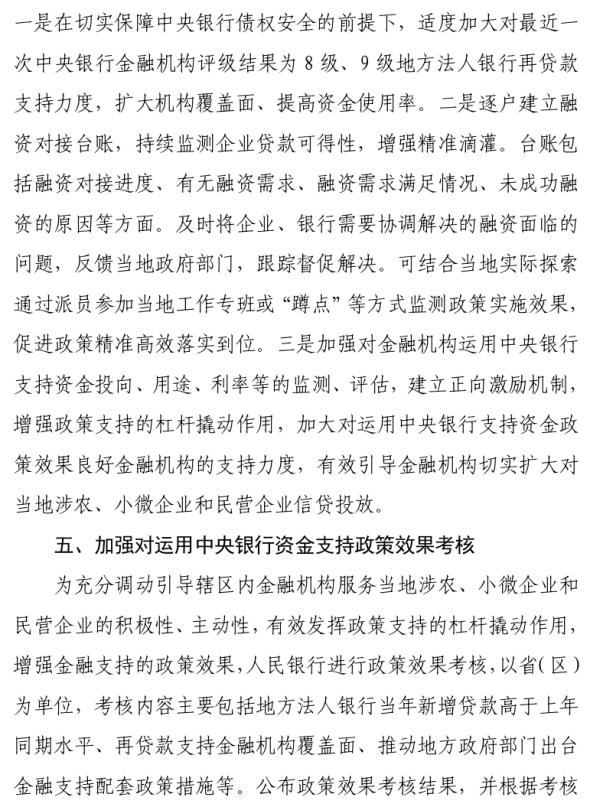 一是在切实保障中央银行债权安全的前提下，适度加大对最近一
次中央银行金融机构评级结果为 8 级、9 级地方法人银行再贷款
支持力度，扩大机构覆盖面、提高资金使用率。二是逐户建立融
资对接台账，持续监测企业贷款可得性，增强精准滴灌。台账包
括融资对接进度、有无融资需求、融资需求满足情况、未成功融
资的原因等方面。及时将企业、银行需要协调解决的融资面临的
问题，反馈当地政府部门，跟踪督促解决。可结合当地实际探索
通过派员参加当地工作专班或“蹲点”等方式监测政策实施效果，
促进政策精准高效落实到位。三是加强对金融机构运用中央银行
支持资金投向、用途、利率等的监测、评估，建立正向激励机制，
增强政策支持的杠杆撬动作用，加大对运用中央银行支持资金政
策效果良好金融机构的支持力度，有效引导金融机构切实扩大对
当地涉农、小微企业和民营企业信贷投放。
五、加强对运用中央银行资金支持政策效果考核
为充分调动引导辖区内金融机构服务当地涉农、小微企业和
民营企业的积极性、主动性，有效发挥政策支持的杠杆撬动作用，
增强金融支持的政策效果，人民银行进行政策效果考核，以省（区）
为单位，考核内容主要包括地方法人银行当年新增贷款高于上年
同期水平、再贷款支持金融机构覆盖面、推动地方政府部门出台
金融支持配套政策措施等。公布政策效果考核结果，并根据考核